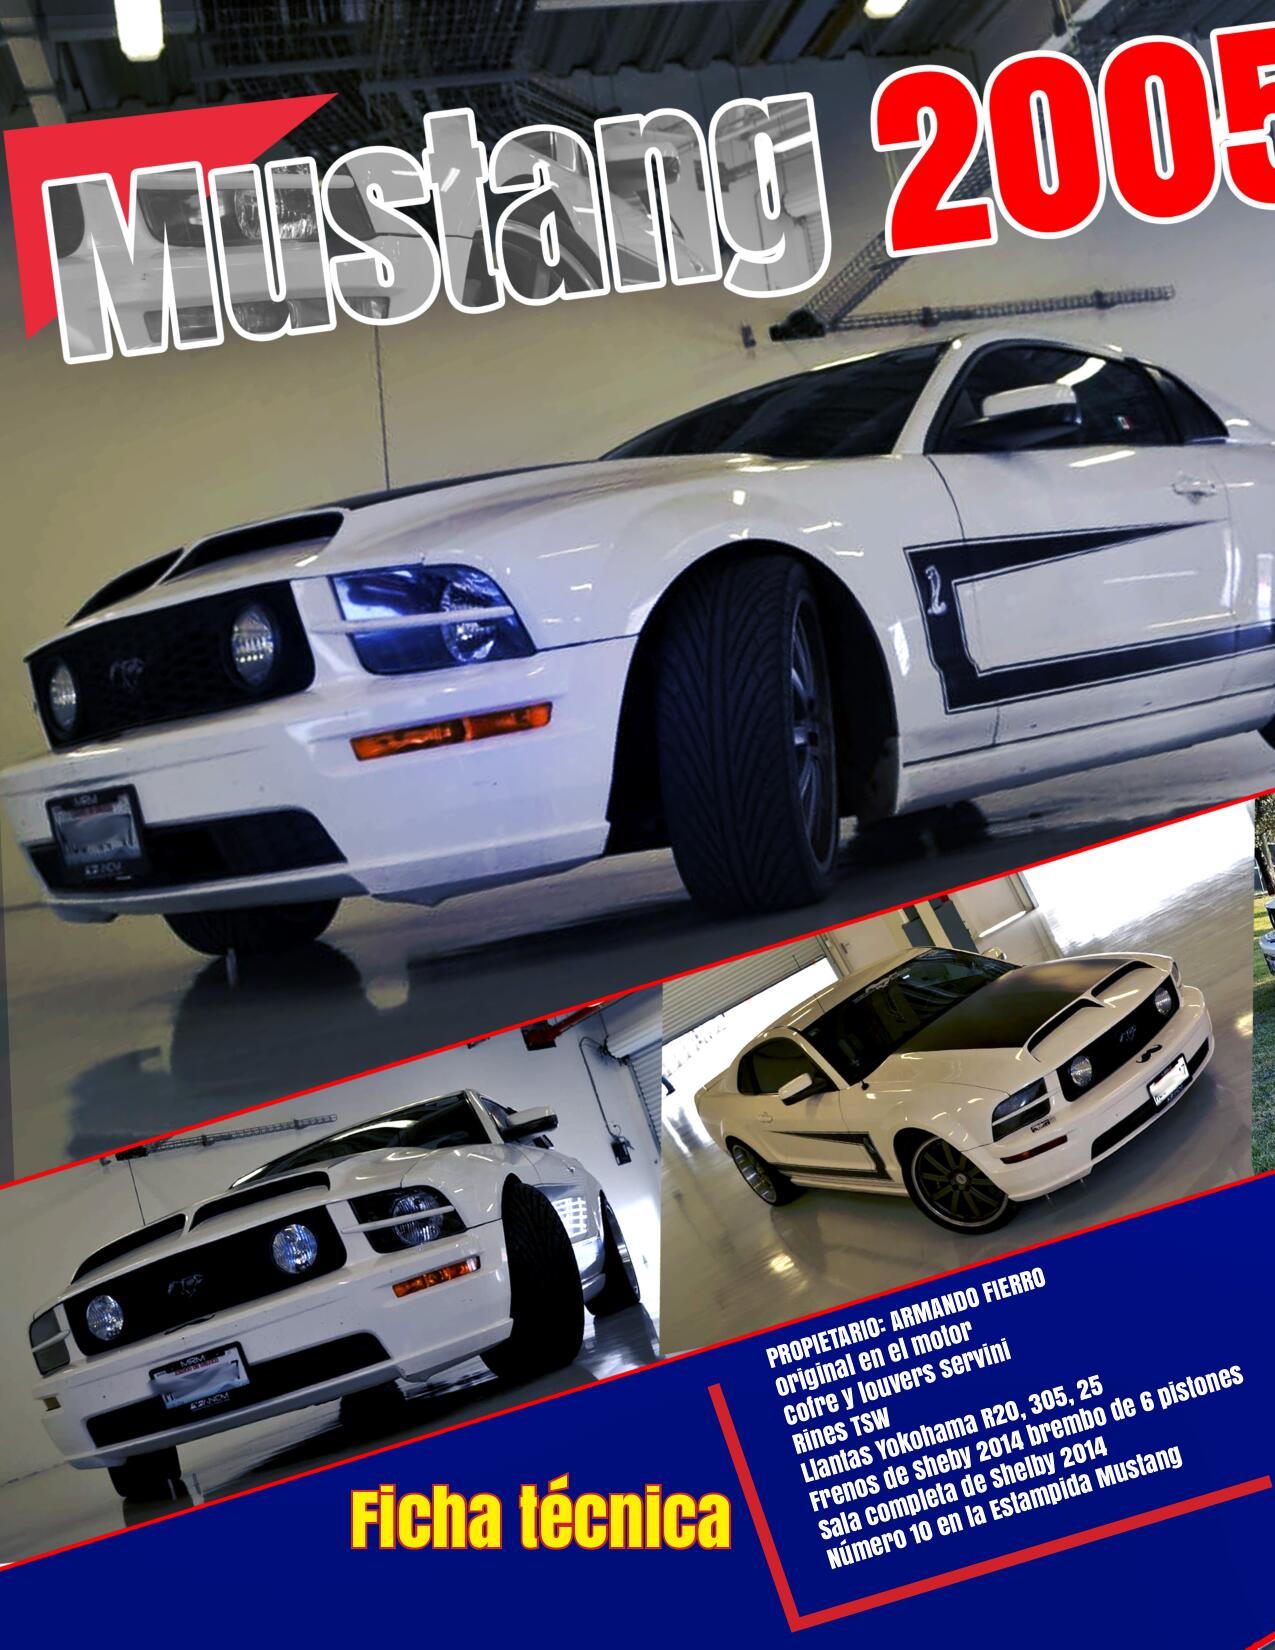 Mustang 2005
PROPIETARIO: ARMANDO FIERRO
original en el motor
cofre y louvers servini
Rines TSW
Llantas Yokohama R20, 305, 25
Frenos de Sheby 2014 brembo de 6 pistones
sala completa de Shelby 2014
Número 10 en la Estampida Mustang
Ficha técnica
MRM
MRM